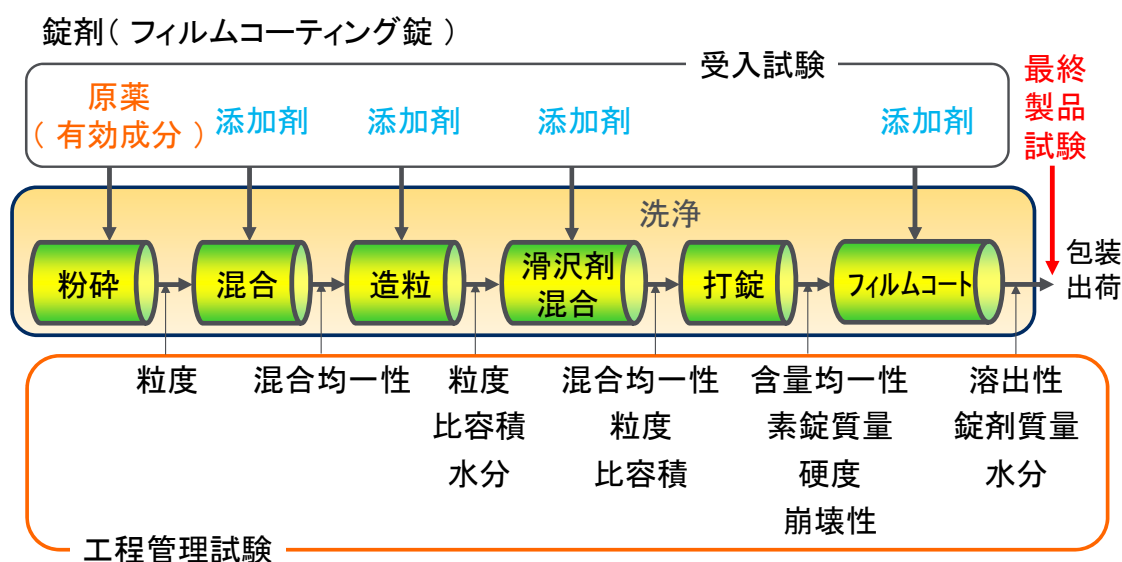 錠剤（ フィルムコーティング錠 ）
受入試験
最終
製品
試験
原薬
（ 有効成分 ）
添加剤
添加剤
添加剤
添加剤
洗浄
粉砕
混合
造粒
滑沢剤
混合
打錠
フィルムコート
包装
出荷
粒度
混合均一性
粒度
比容積
水分
混合均一性
粒度
比容積
含量均一性
素錠質量
硬度
崩壊性
溶出性
錠剤質量
水分
工程管理試験